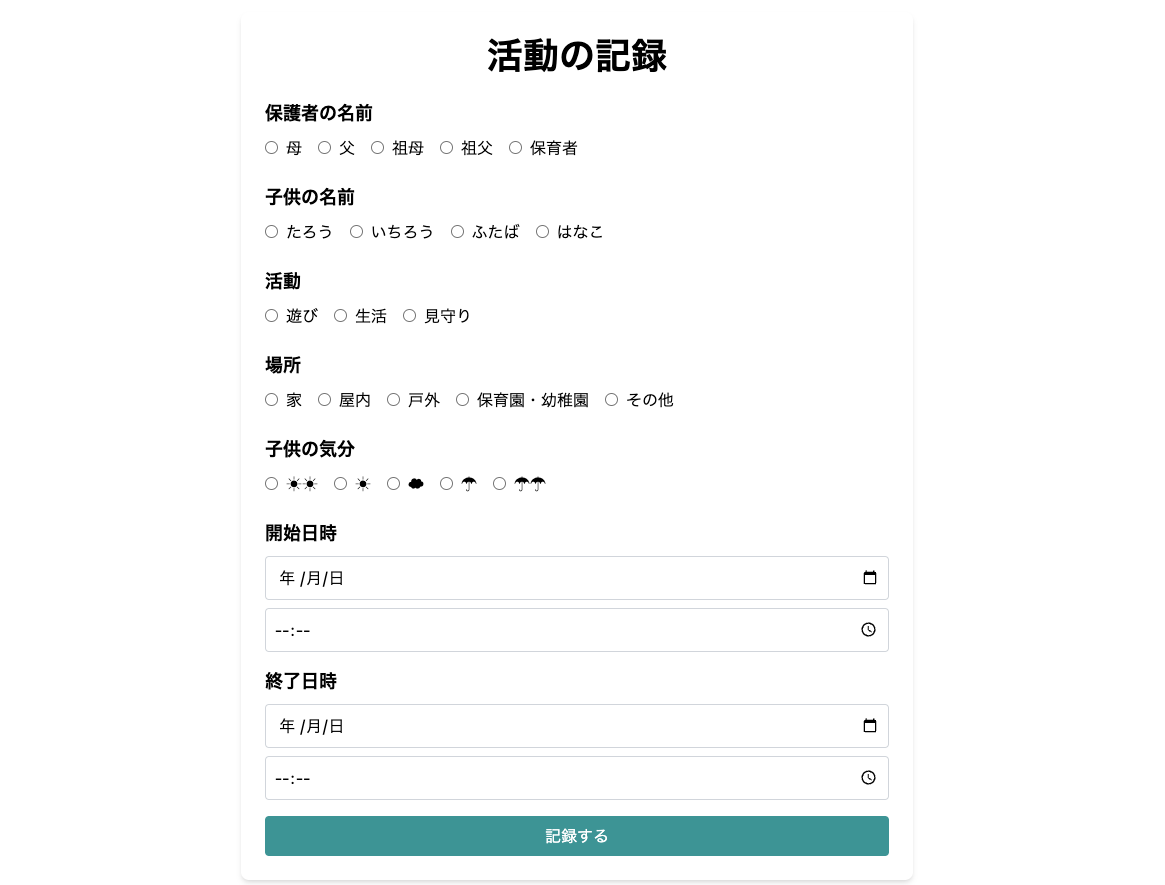 活動の記録
保護者の名前
母 父 祖母 祖父 保育者
子供の名前
たろう いちろう ふたば はなこ
活動
遊び 生活 見守り
場所
家 屋内 戸外 保育園・幼稚園 その他
子供の気分
☀☀ ☀ ☁ ☂ ☂☂
開始日時
年 /月/日
--:--
終了日時
年 /月/日
--:--
記録する